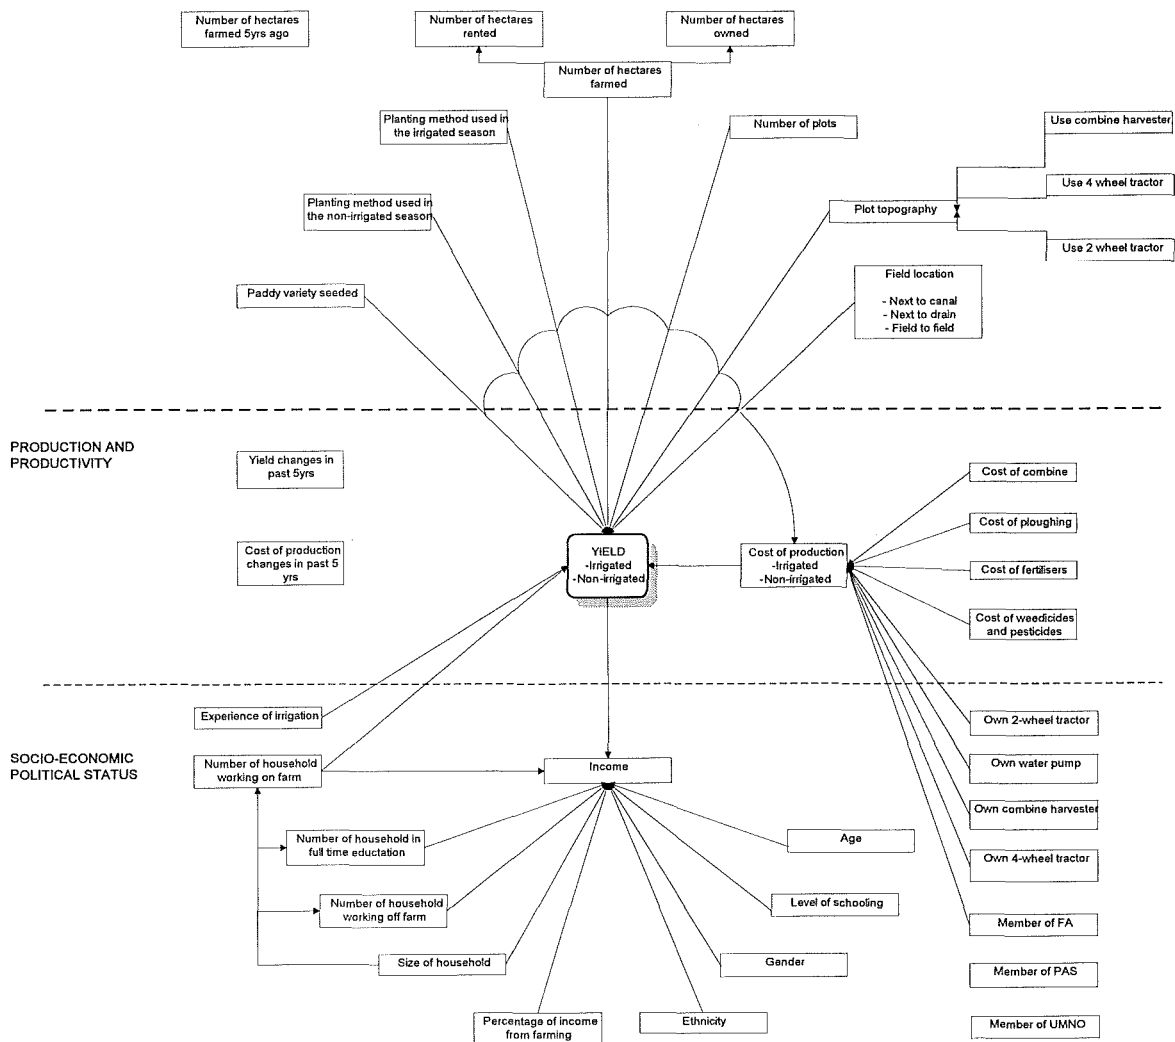 Number of hectares
farmed 5yrs ago
Number of hectares
rented
Number of hectares
owned
Number of hectares
farmed
Planting method used in
the irrigated season
Number of plots
Use combine harvester
Planting method used in
the non-irrigated season
Plot topography
Use 4 wheel tractor
Use 2 wheel tractor
Paddy variety seeded
Field location
- Next to canal
- Next to drain
- Field to field
PRODUCTION AND
PRODUCTIVITY
Yield changes in
past 5yrs
Cost of production
changes in past 5
yrs
YiELD
-Irrigated
-Non-irrigated
Cost of production
-Irrigated
-Non-irrigated
Cost of combine
Cost of ploughing
Cost of fertilisers
Cost of weedicides
and pesticides
SOCIO-ECONOMIC
POLITICAL STATUS
Experience of irrigation
Number of household
working on farm
Income
Number of household in
full time eductation
Number of household
working off farm
Size of household
Percentage of income
from farming
Ethnicity
Gender
Level of schooling
Age
Own 2-wheel tractor
Own water pump
Own combine harvester
Own 4-wheel tractor
Member of FA
Member of PAS
Member of UMNO